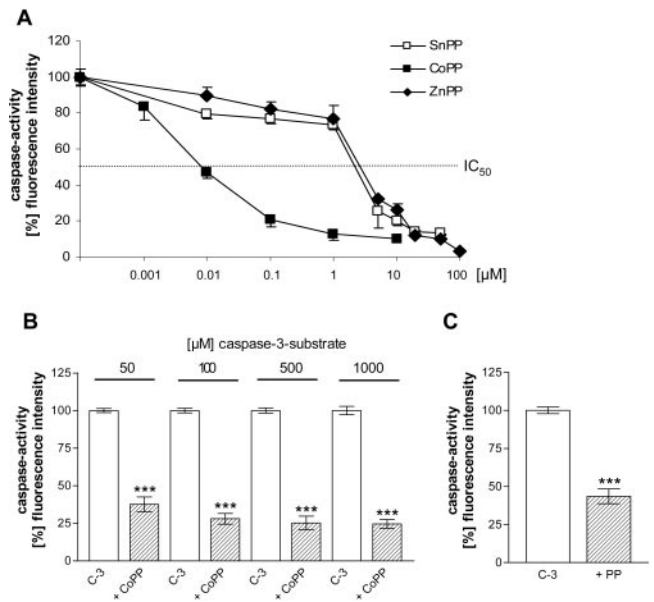 A
caspase-activity
[%] fluorescence intensity
120
100
80
60
40
20
0
SnPP
CoPP
ZnPP
IC50
0.001 0.01 0.1 1 10 100 [µM]
B
[µM] caspase-3-substrate
50 100 500 1000
caspase-activity
[%] fluorescence intensity
125
100
75
50
25
0
*** *** *** ***
C-3 + CoPP C-3 + CoPP C-3 + CoPP C-3 + CoPP
C
caspase-activity
[%] fluorescence intensity
125
100
75
50
25
0
***
C-3 + PP